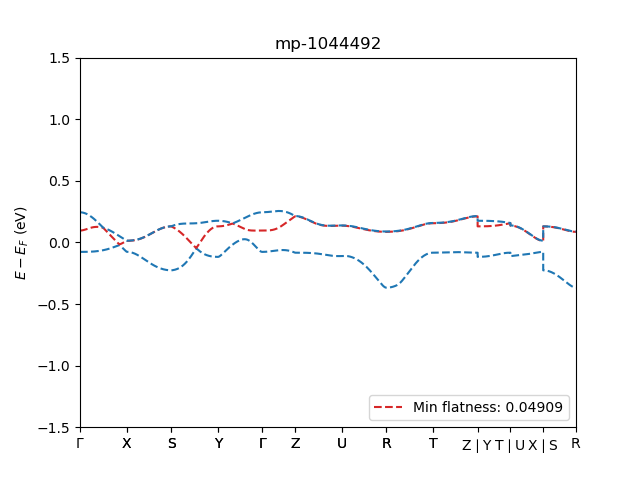 mp-1044492
E − E_F (eV)
1.5
1.0
0.5
0.0
−0.5
−1.0
−1.5
Min flatness: 0.04909
Γ X S Y Γ Z U R T Z | Y T | U X | S R